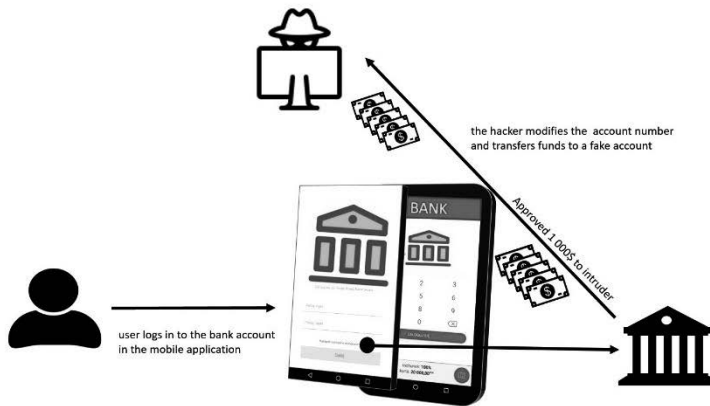 the hacker modifies the account number
and transfers funds to a fake account
Approved 1 000$ to intruder
BANK
2 3
5 6
8 9
0
user logs in to the bank account
in the mobile application